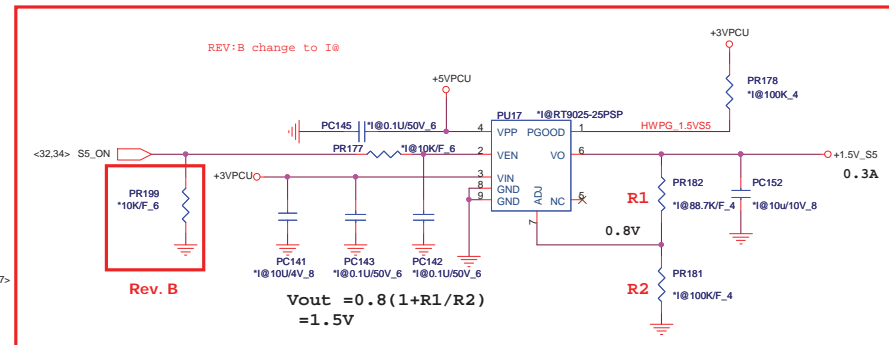 REV:B change to I@
+3VPCU
PR178
*I@100K_4
+5VPCU
PC145
*I@0.1U/50V_6
PU17
*I@RT9025-25PSP
4
VPP
PGOOD
1
HWPG_1.5VS5
<32,34>
S5_ON
PR177
*I@10K/F_6
2
VEN
VO
6
+1.5V_S5
0.3A
+3VPCU
3
VIN
8
GND
9
GND
ADJ
NC
5
7
PR199
*10K/F_6
Rev. B
PC141
*I@10U/4V_8
PC143
*I@0.1U/50V_6
PC142
*I@0.1U/50V_6
0.8V
R1
PR182
*I@88.7K/F_4
PC152
*I@10u/10V_8
R2
PR181
*I@100K/F_4
Vout =0.8(1+R1/R2)
=1.5V
7>